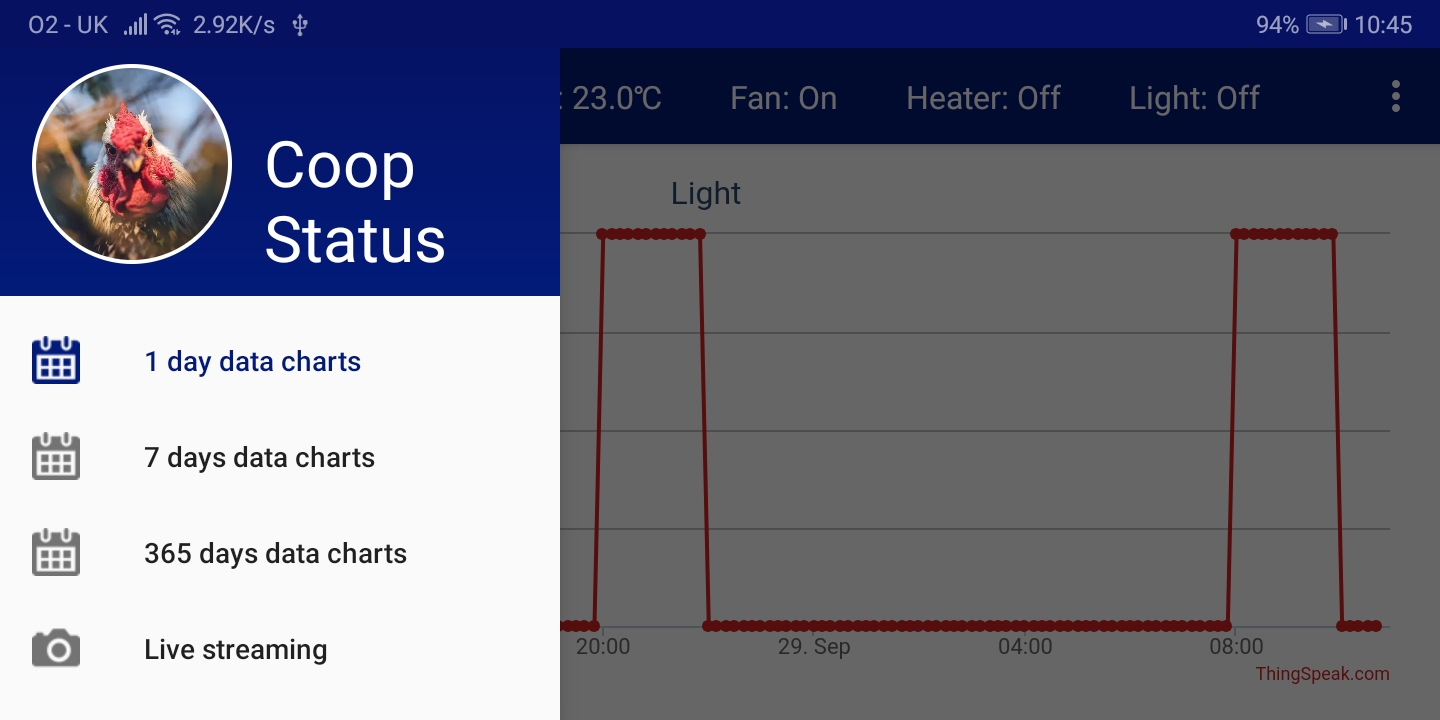 O2 - UK 2.92K/s 94% 10:45
: 23.0℃ Fan: On Heater: Off Light: Off
Coop
Status
1 day data charts
7 days data charts
365 days data charts
Live streaming
Light
20:00 29. Sep 04:00 08:00
ThingSpeak.com